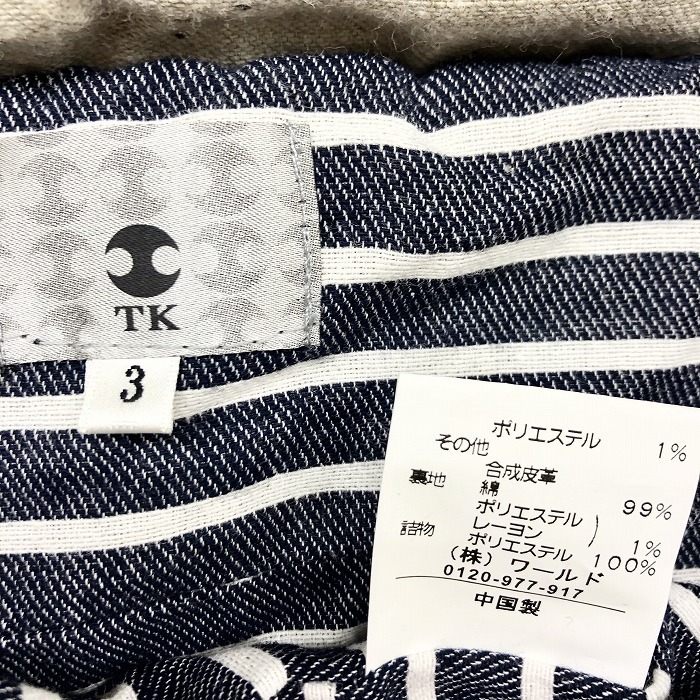 TK
3
ポリエステル 1%
その他
合成皮革
裏地 綿 99%
ポリエステル
レーヨン ) 1%
詰物 ポリエステル 100%
(株) ワールド
0120-977-917
中国製